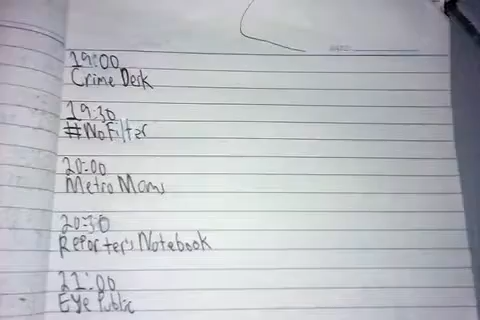 19:00
Crime Desk
19:30
#NoFilter
20:00
Metro Moms
20:30
Reporter's Notebook
21:00
Eye Public